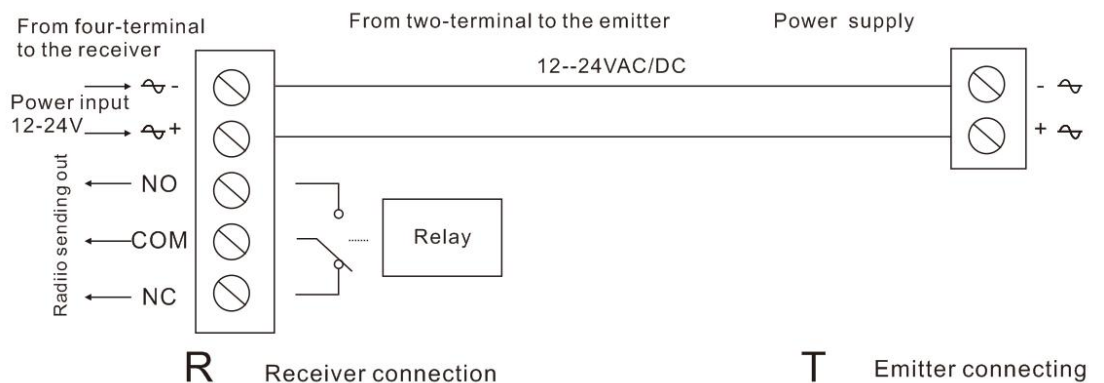 From four-terminal
to the receiver
From two-terminal to the emitter
Power supply
12--24VAC/DC
-
-
Power input
12-24V
+
+
Radiio sending out
NO
COM
NC
Relay
R
Receiver connection
T
Emitter connecting